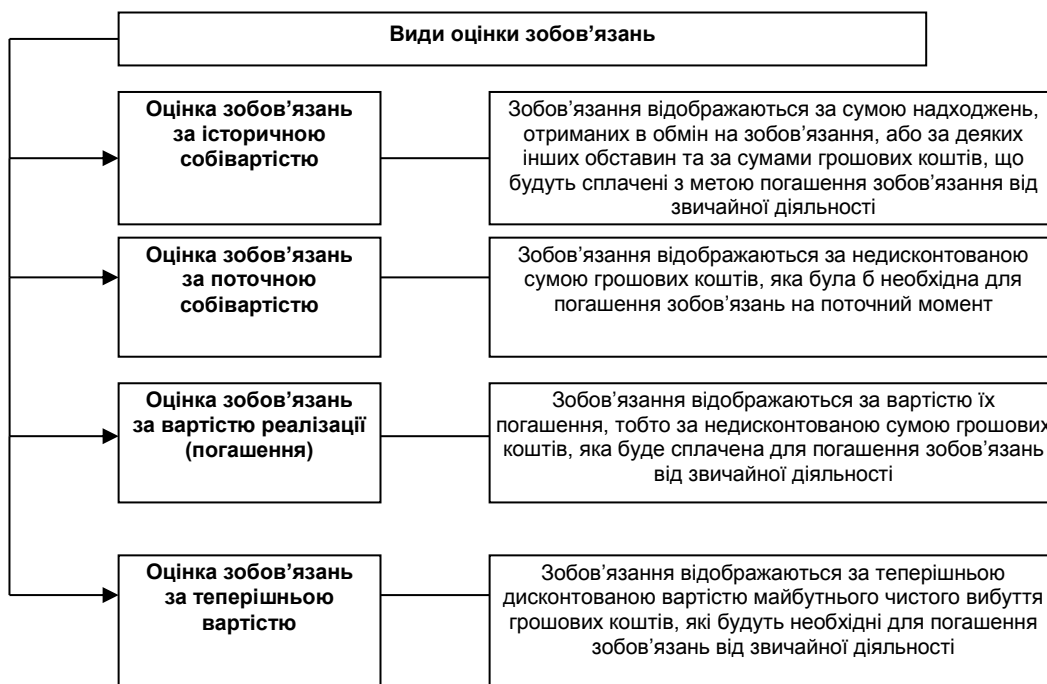 Види оцінки зобов’язань
Оцінка зобов’язань
за історичною
собівартістю
Зобов’язання відображаються за сумою надходжень,
отриманих в обмін на зобов’язання, або за деяких
інших обставин та за сумами грошових коштів, що
будуть сплачені з метою погашення зобов’язання від
звичайної діяльності
Оцінка зобов’язань
за поточною
собівартістю
Зобов’язання відображаються за недисконтованою
сумою грошових коштів, яка була б необхідна для
погашення зобов’язань на поточний момент
Оцінка зобов’язань
за вартістю реалізації
(погашення)
Зобов’язання відображаються за вартістю їх
погашення, тобто за недисконтованою сумою грошових
коштів, яка буде сплачена для погашення зобов’язань
від звичайної діяльності
Оцінка зобов’язань
за теперішньою
вартістю
Зобов’язання відображаються за теперішньою
дисконтованою вартістю майбутнього чистого вибуття
грошових коштів, які будуть необхідні для погашення
зобов’язань від звичайної діяльності